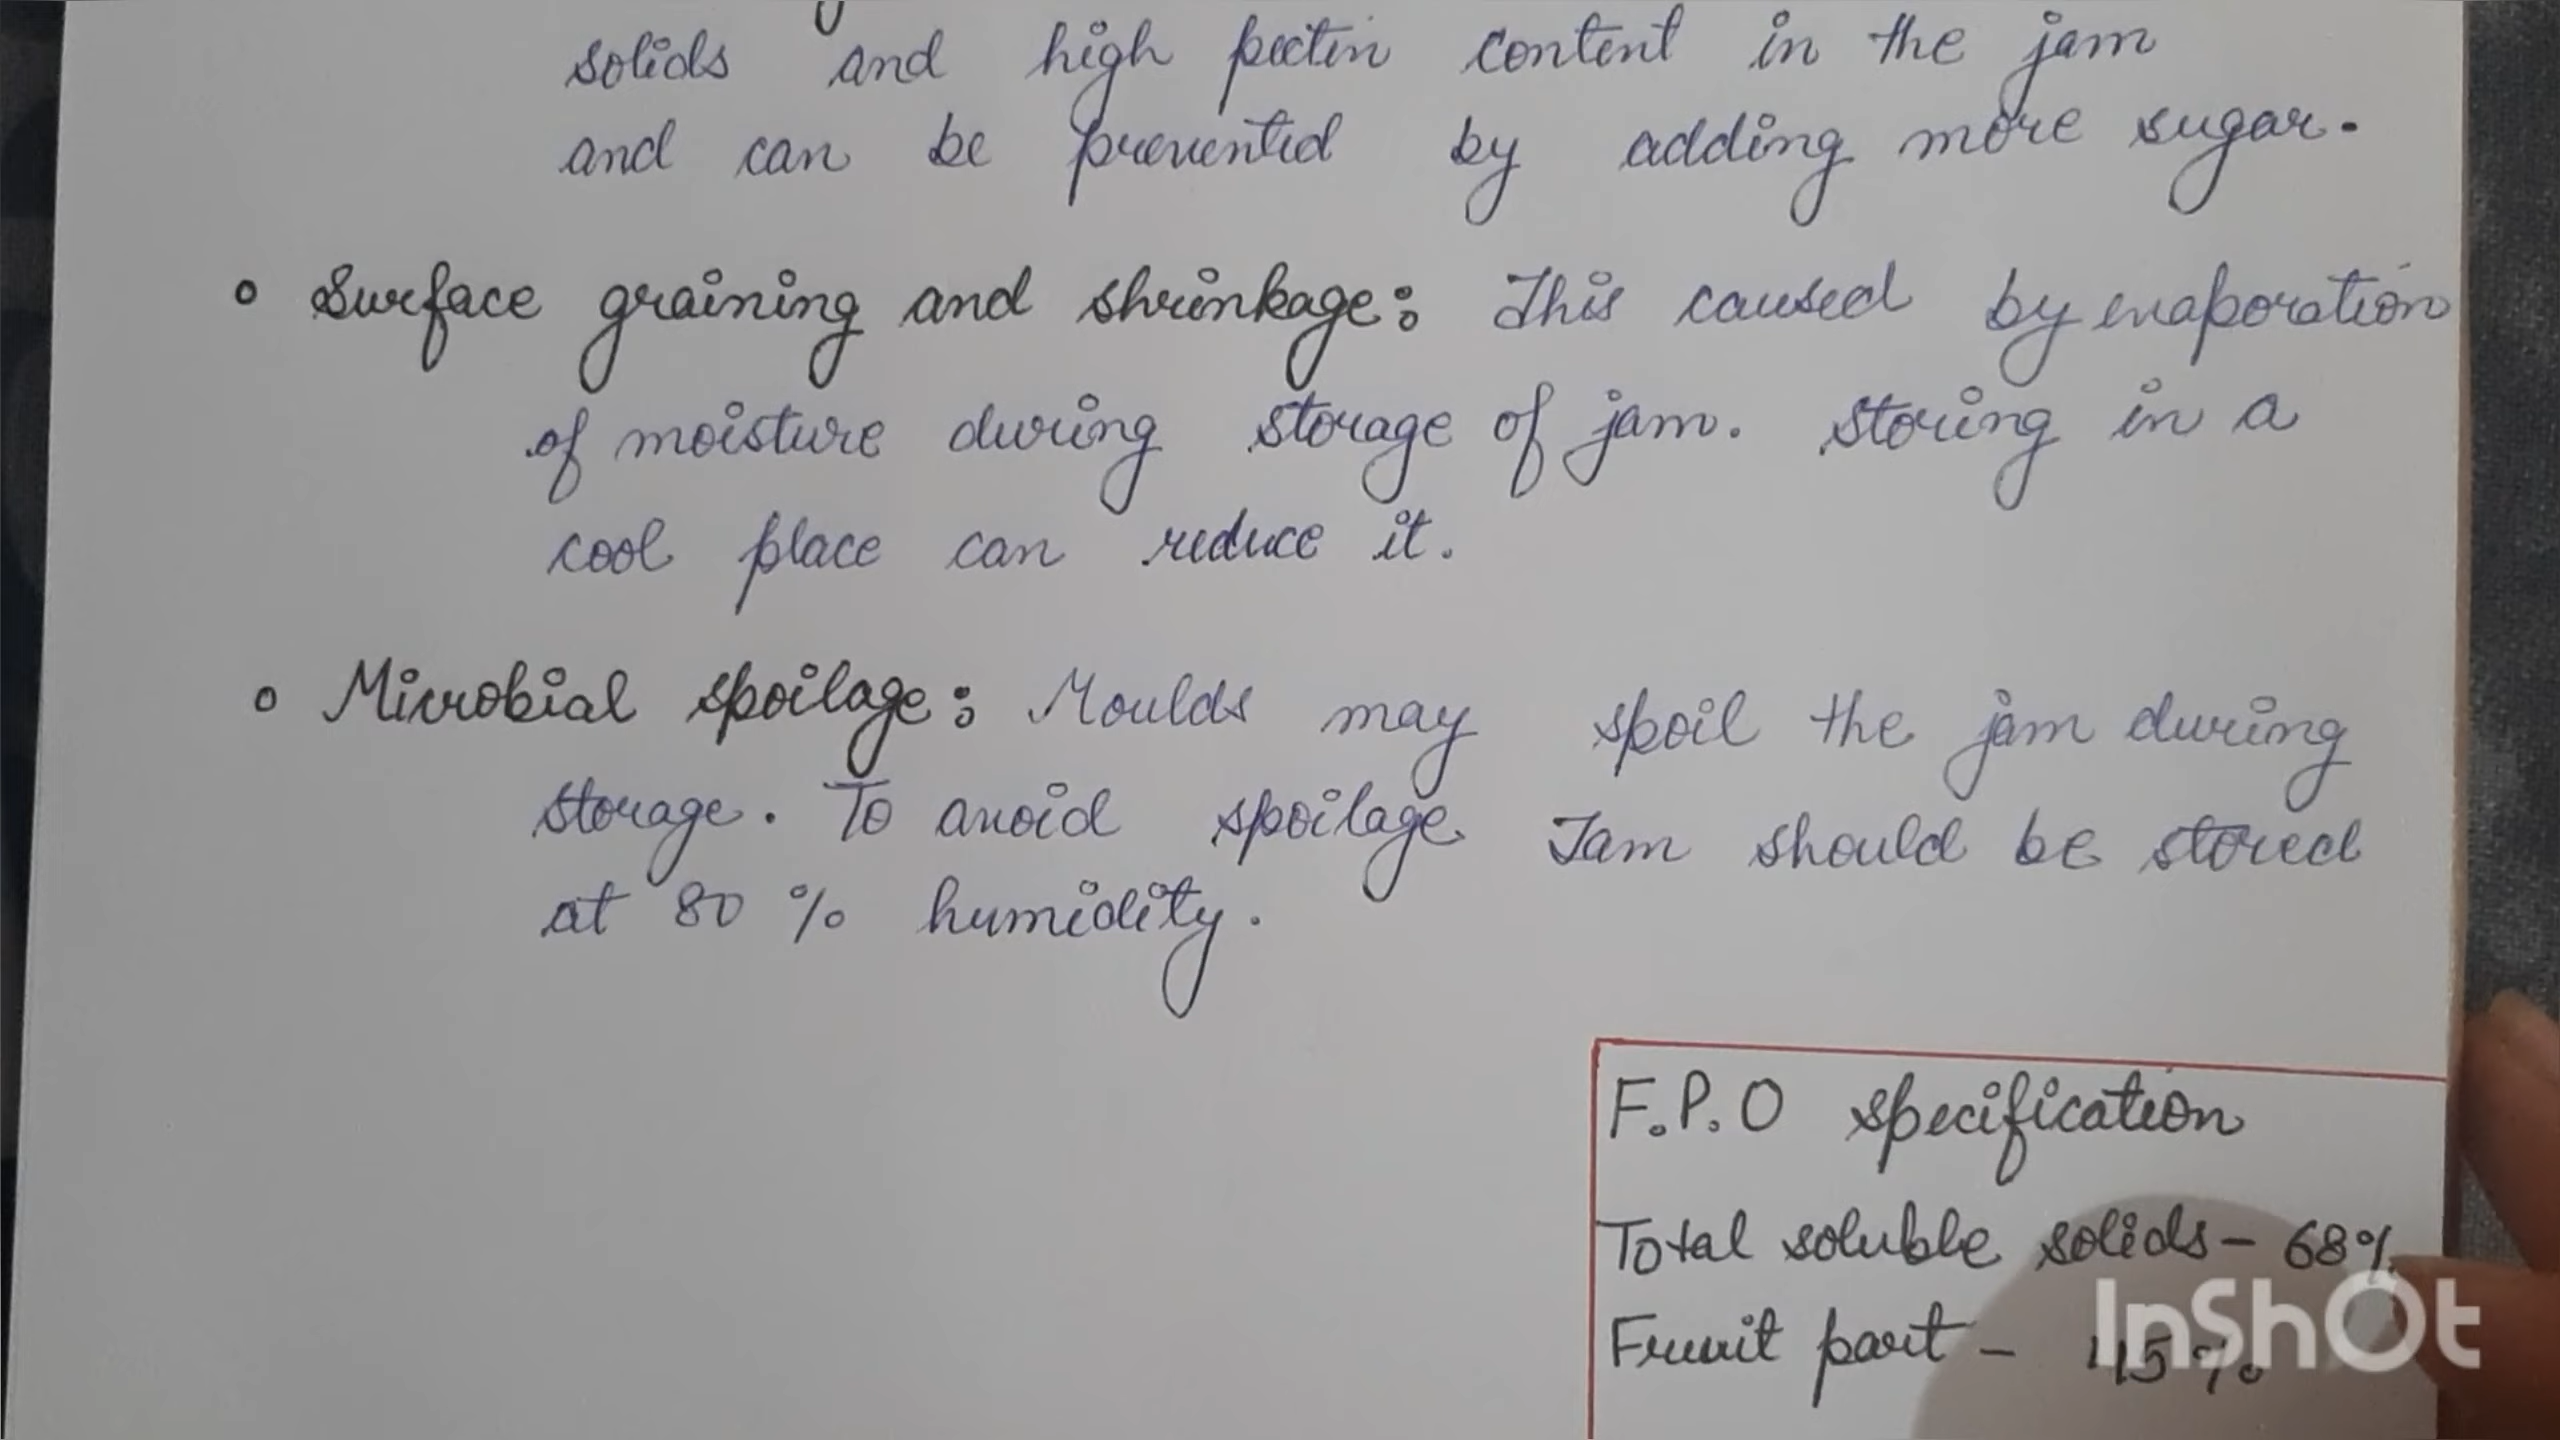 solids and high pectin content in the jam
and can be prevented by adding more sugar.
• Surface graining and shrinkage: This caused by evaporation
of moisture during storage of jam. Storing in a
cool place can reduce it.
• Microbial spoilage: Moulds may spoil the jam during
storage. To avoid spoilage Jam should be stored
at 80 % humidity.
F.P.O specification
Total soluble solids - 68%
Fruit part - 45%
InShOt